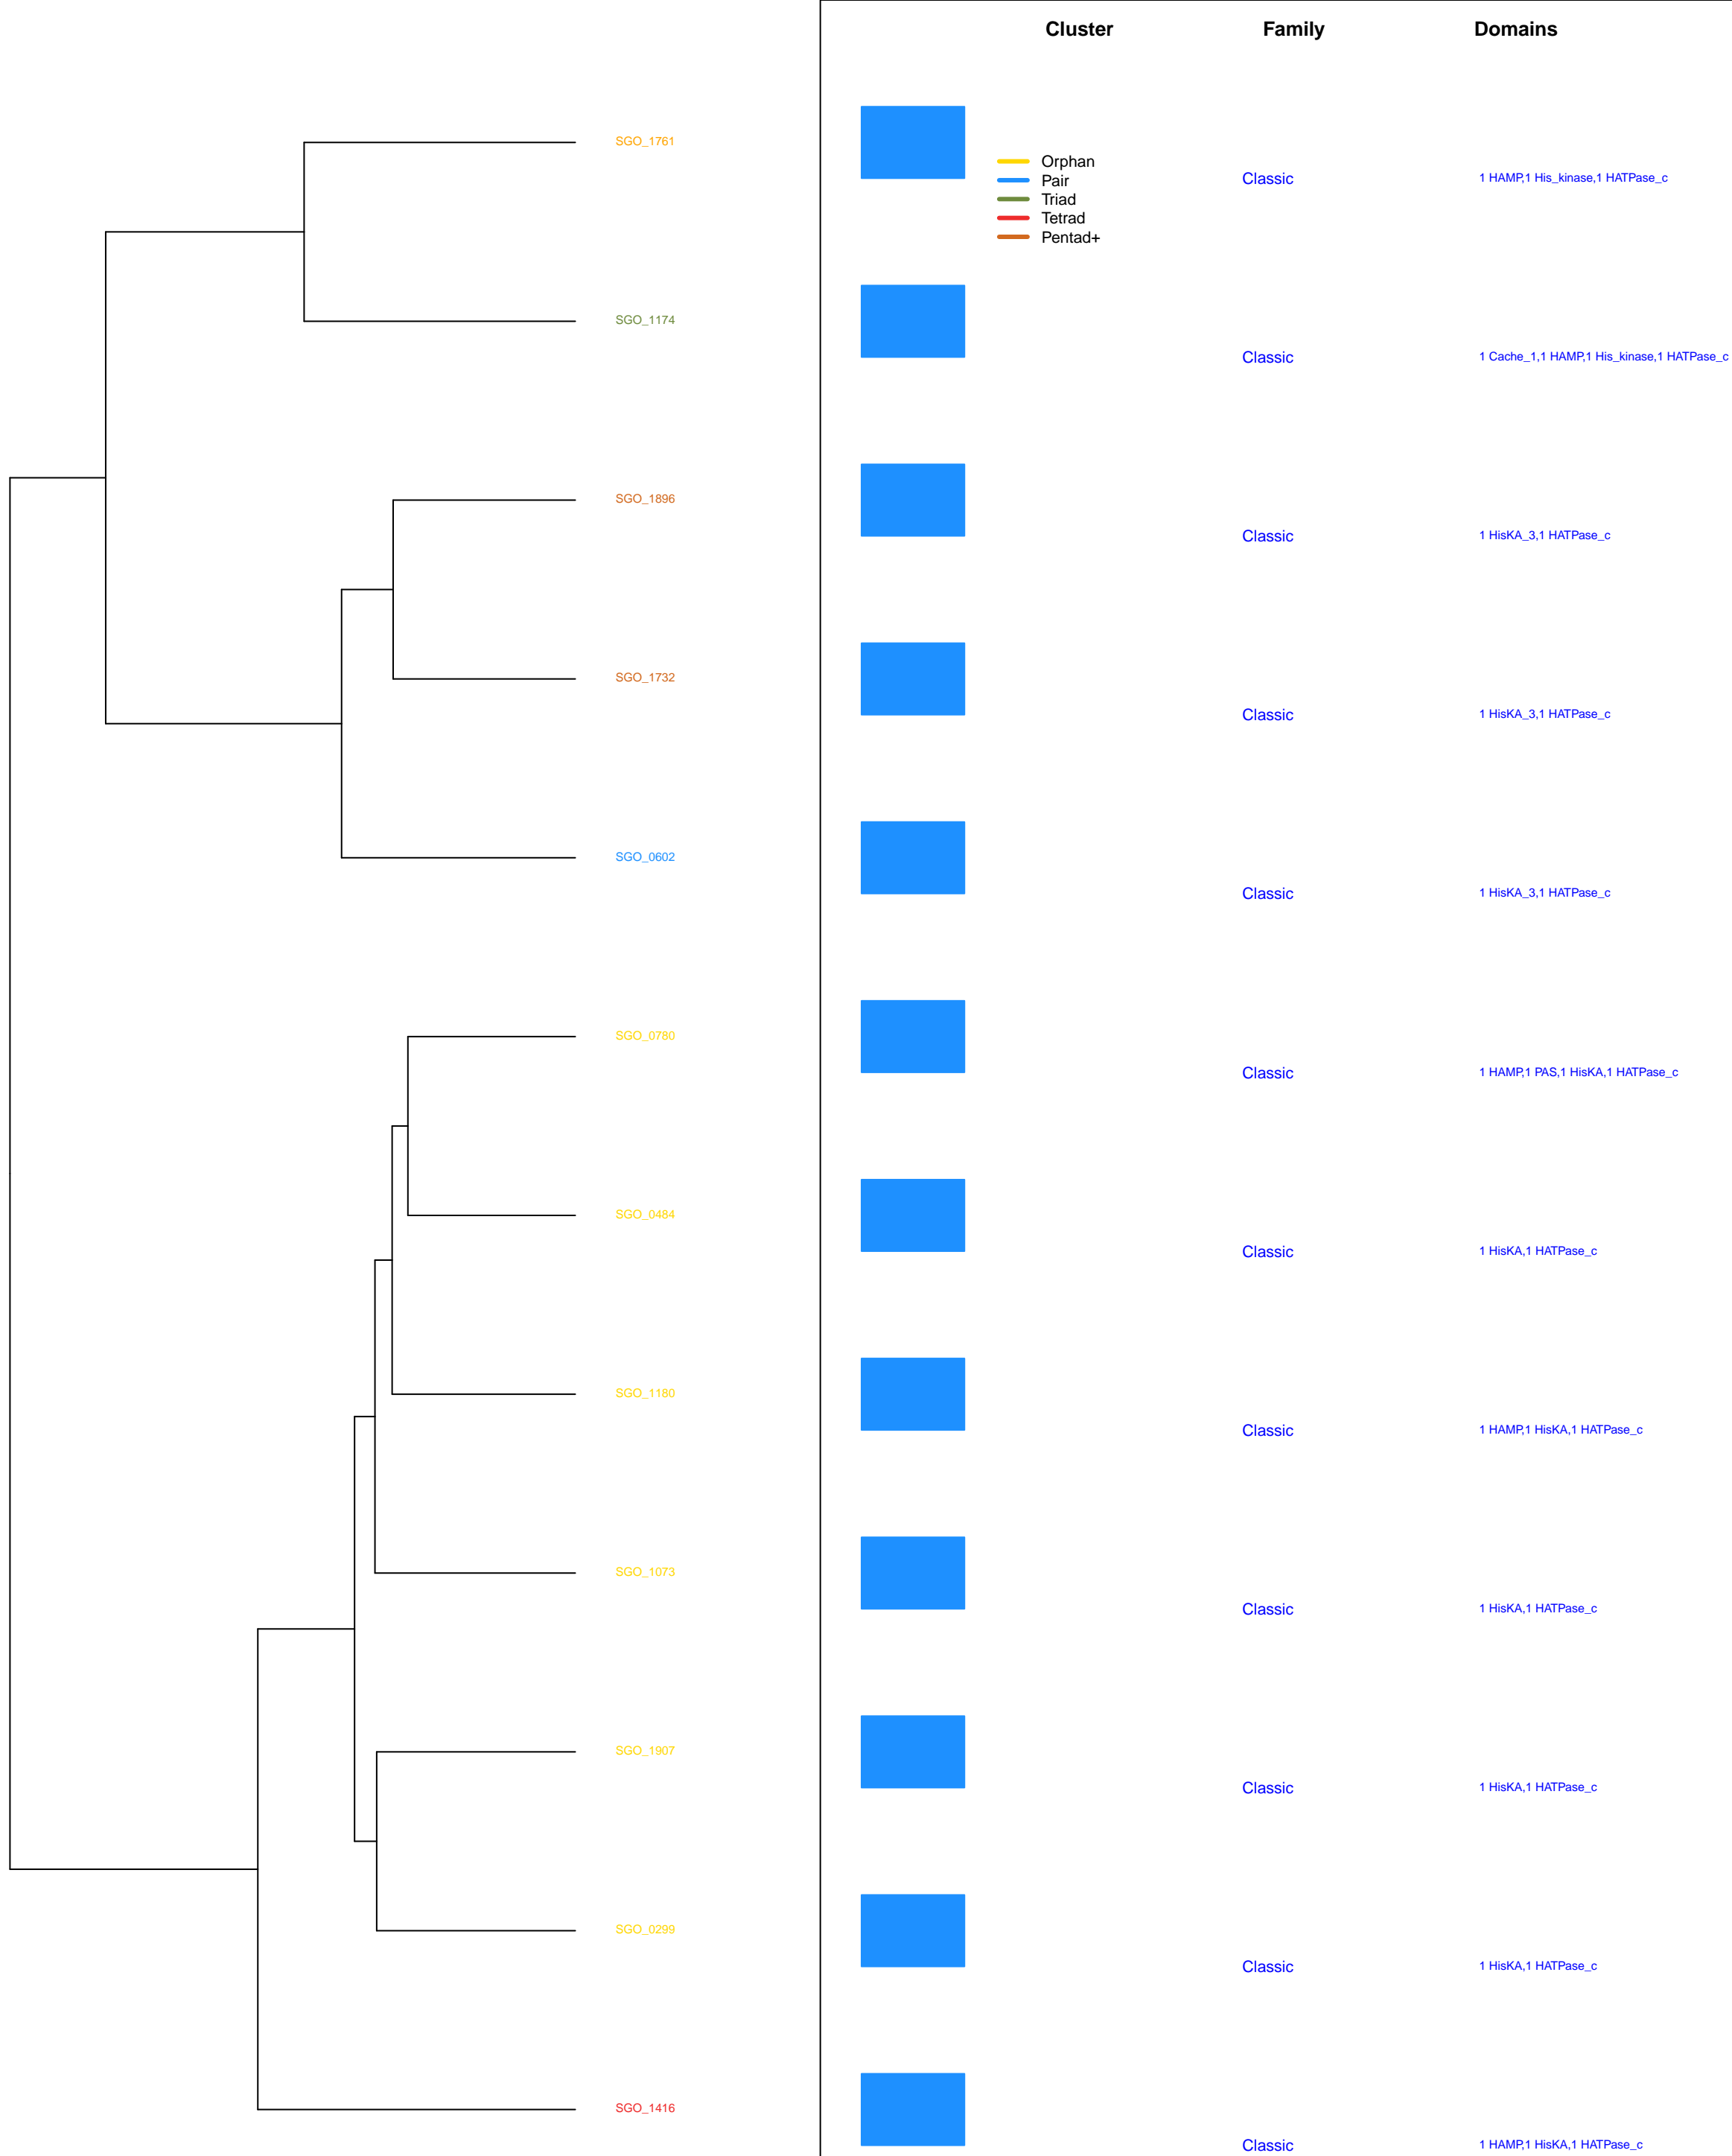 Cluster Family Domains
SGO_1761
Orphan
Pair
Triad
Tetrad
Pentad+
Classic 1 HAMP,1 His_kinase,1 HATPase_c
SGO_1174
Classic 1 Cache_1,1 HAMP,1 His_kinase,1 HATPase_c
SGO_1896
Classic 1 HisKA_3,1 HATPase_c
SGO_1732
Classic 1 HisKA_3,1 HATPase_c
SGO_0602
Classic 1 HisKA_3,1 HATPase_c
SGO_0780
Classic 1 HAMP,1 PAS,1 HisKA,1 HATPase_c
SGO_0484
Classic 1 HisKA,1 HATPase_c
SGO_1180
Classic 1 HAMP,1 HisKA,1 HATPase_c
SGO_1073
Classic 1 HisKA,1 HATPase_c
SGO_1907
Classic 1 HisKA,1 HATPase_c
SGO_0299
Classic 1 HisKA,1 HATPase_c
SGO_1416
Classic 1 HAMP,1 HisKA,1 HATPase_c